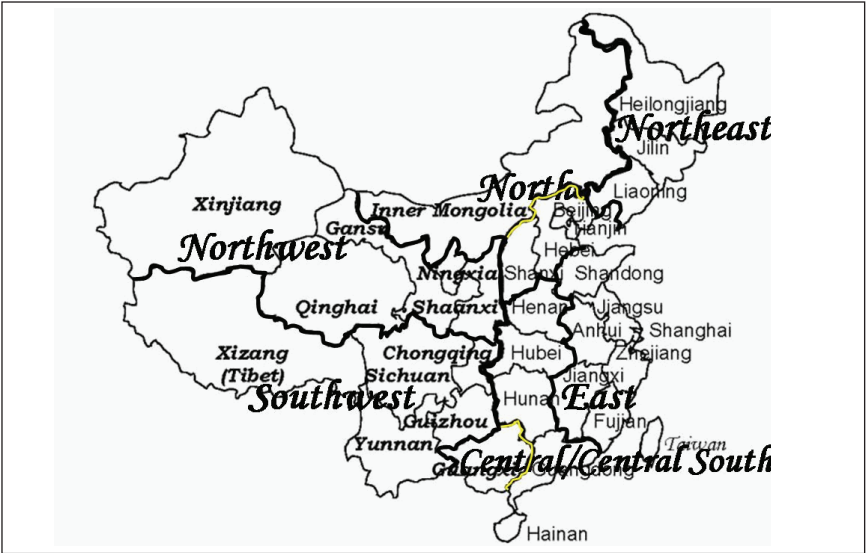 Heilongjiang
Northeast
Jilin
North
Liaoning
Xinjiang
Inner Mongolia
Beijing
Tianjin
Gansu
Northwest
Hebei
Ningxia
Shanxi
Shandong
Qinghai
Shaanxi
Henan
Jiangsu
Anhui
Shanghai
Xizang
(Tibet)
Chongqing
Hubei
Zhejiang
Sichuan
Jiangxi
Southwest
Hunan
East
Guizhou
Fujian
Yunnan
Taiwan
Central/Central South
Guangxi
Guangdong
Hainan